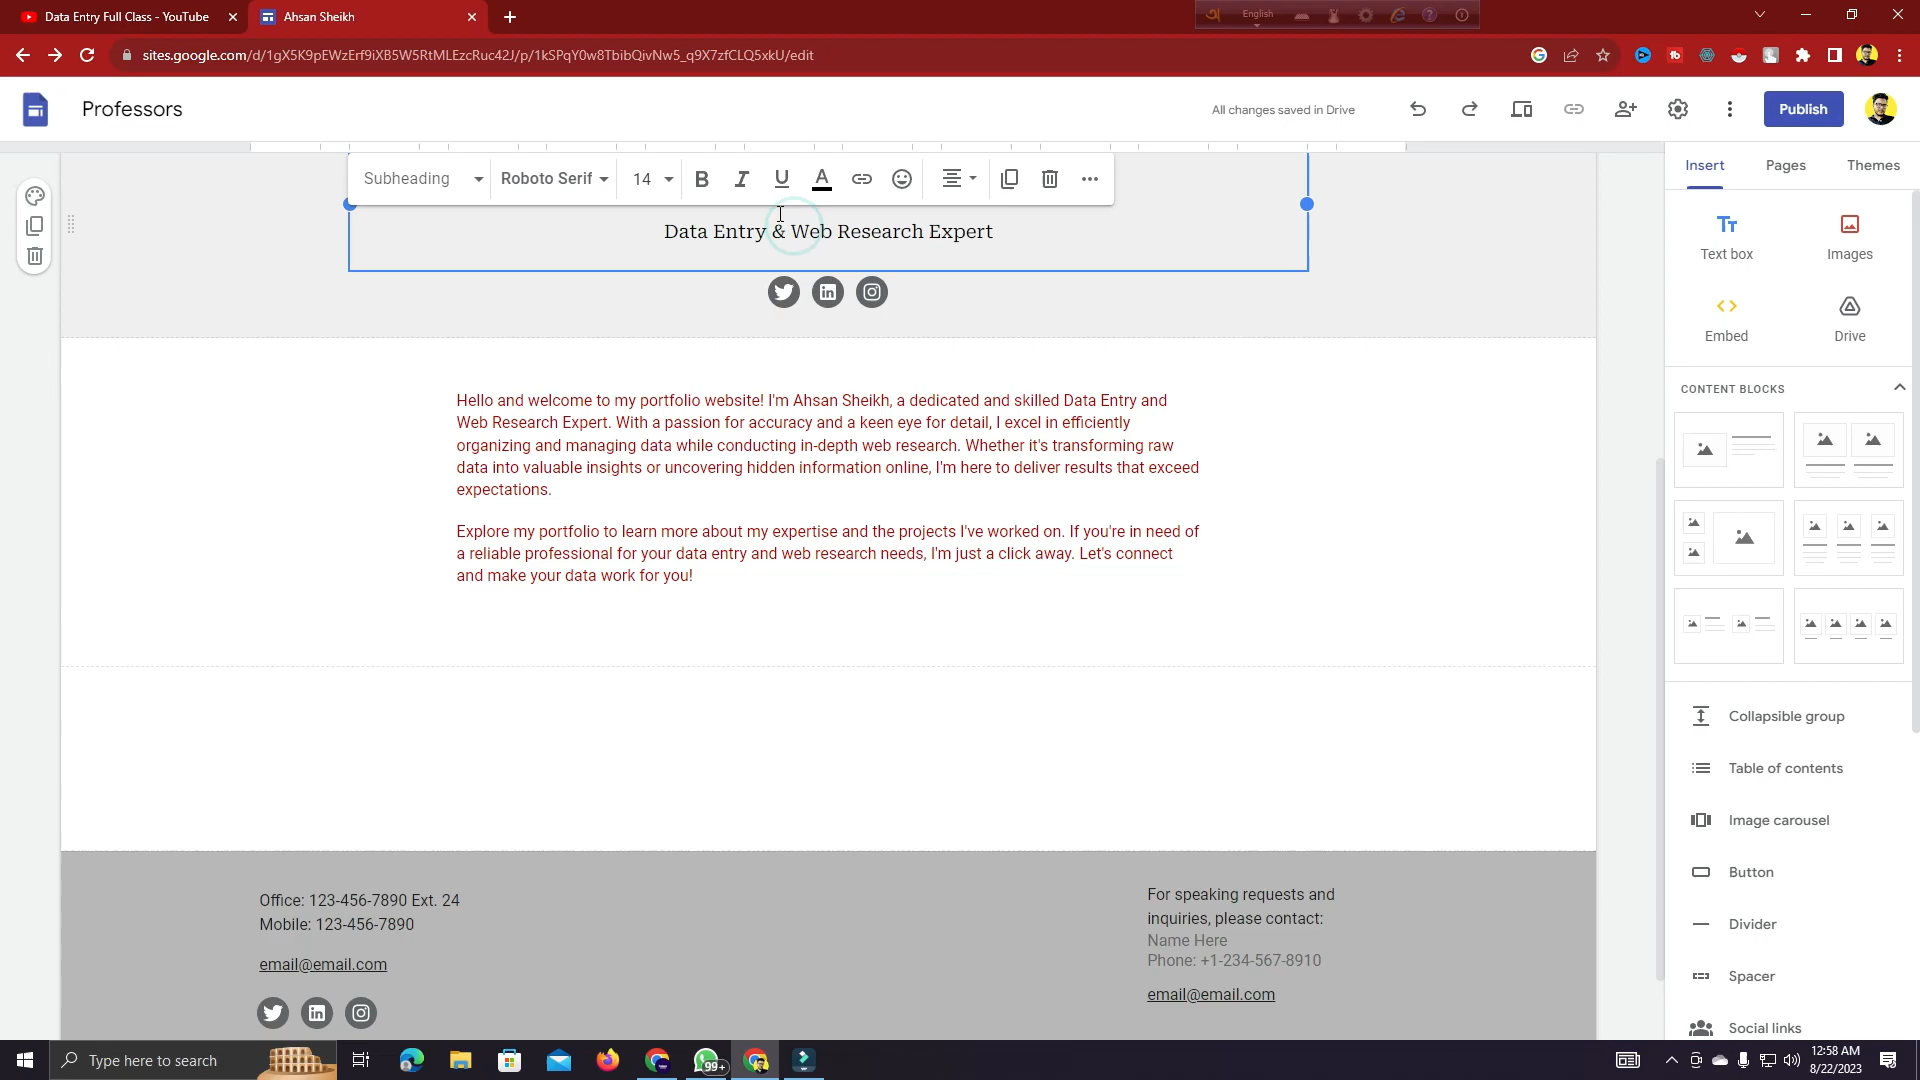 Data Entry Full Class - YouTube
Ahsan Sheikh
English
sites.google.com/d/1gX5K9pEWzErf9iXB5W5RtMLEzcRuc42J/p/1kSPqY0w8TbibQivNw5_q9X7zfCLQ5xkU/edit
Professors
All changes saved in Drive
Publish
Insert
Pages
Themes
Subheading
Roboto Serif
14
Data Entry & Web Research Expert
Text box
Images
Embed
Drive
CONTENT BLOCKS
Hello and welcome to my portfolio website! I'm Ahsan Sheikh, a dedicated and skilled Data Entry and
Web Research Expert. With a passion for accuracy and a keen eye for detail, I excel in efficiently
organizing and managing data while conducting in-depth web research. Whether it's transforming raw
data into valuable insights or uncovering hidden information online, I'm here to deliver results that exceed
expectations.
Explore my portfolio to learn more about my expertise and the projects I've worked on. If you're in need of
a reliable professional for your data entry and web research needs, I'm just a click away. Let's connect
and make your data work for you!
Collapsible group
Table of contents
Image carousel
Button
Divider
Spacer
Social links
Office: 123-456-7890 Ext. 24
Mobile: 123-456-7890
email@email.com
For speaking requests and
inquiries, please contact:
Name Here
Phone: +1-234-567-8910
email@email.com
Type here to search
99+
12:58 AM
8/22/2023